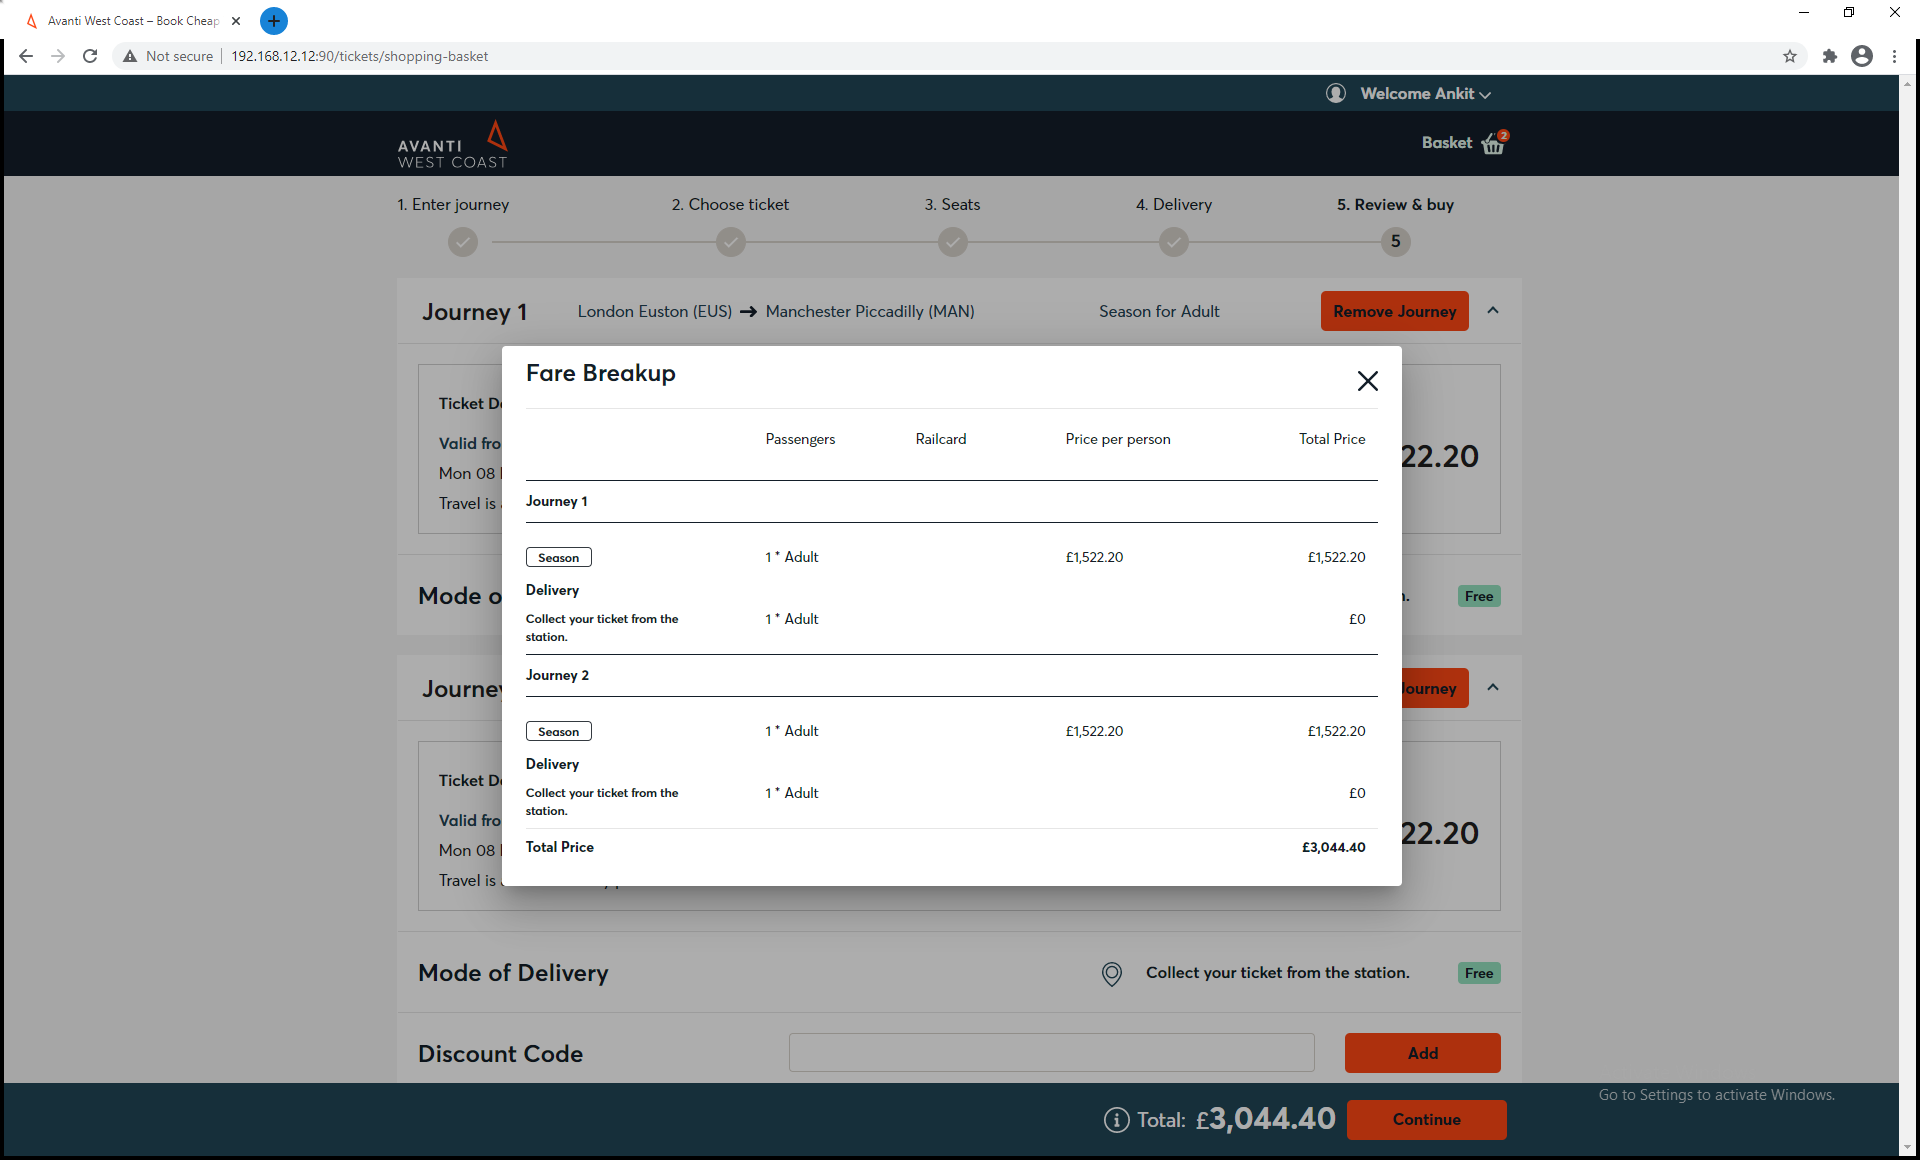 Avanti West Coast – Book Cheap
Not secure
192.168.12.12:90/tickets/shopping-basket
Welcome Ankit
AVANTI
WEST COAST
Basket 2
1. Enter journey 2. Choose ticket 3. Seats 4. Delivery 5. Review & buy
5
Journey 1 London Euston (EUS) Manchester Piccadilly (MAN) Season for Adult Remove Journey
Fare Breakup
Ticket
Valid
Mon 08
Travel is
22.20
Passengers Railcard Price per person Total Price
Journey 1
Season 1 * Adult £1,522.20 £1,522.20
Delivery
Collect your ticket from the 1 * Adult £0
station.
Mode
Free
Journey 2
Journey
Journey
Season 1 * Adult £1,522.20 £1,522.20
Delivery
Collect your ticket from the 1 * Adult £0
station.
Total Price £3,044.40
Ticket
Valid
Mon 08
Travel is
22.20
Mode of Delivery Collect your ticket from the station. Free
Discount Code Add
Go to Settings to activate Windows.
Total: £3,044.40 Continue